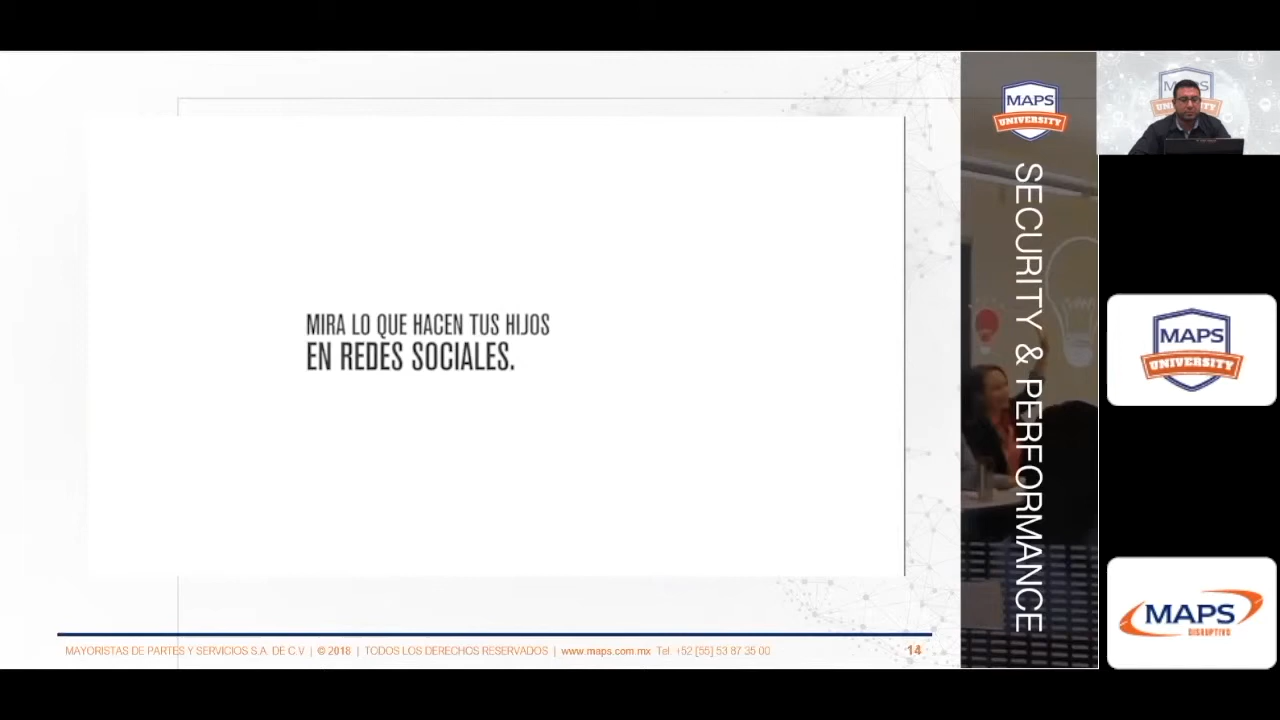 MIRA LO QUE HACEN TUS HIJOS
EN REDES SOCIALES.
MAYORISTAS DE PARTES Y SERVICIOS S.A. DE C.V. | © 2018 | TODOS LOS DERECHOS RESERVADOS | www.maps.com.mx Tel +52 [55] 53 87 35 00
14
MAPS
UNIVERSITY
SECURITY & PERFORMANCE
MAPS
UNIVERSITY
MAPS
DISRUPTIVO